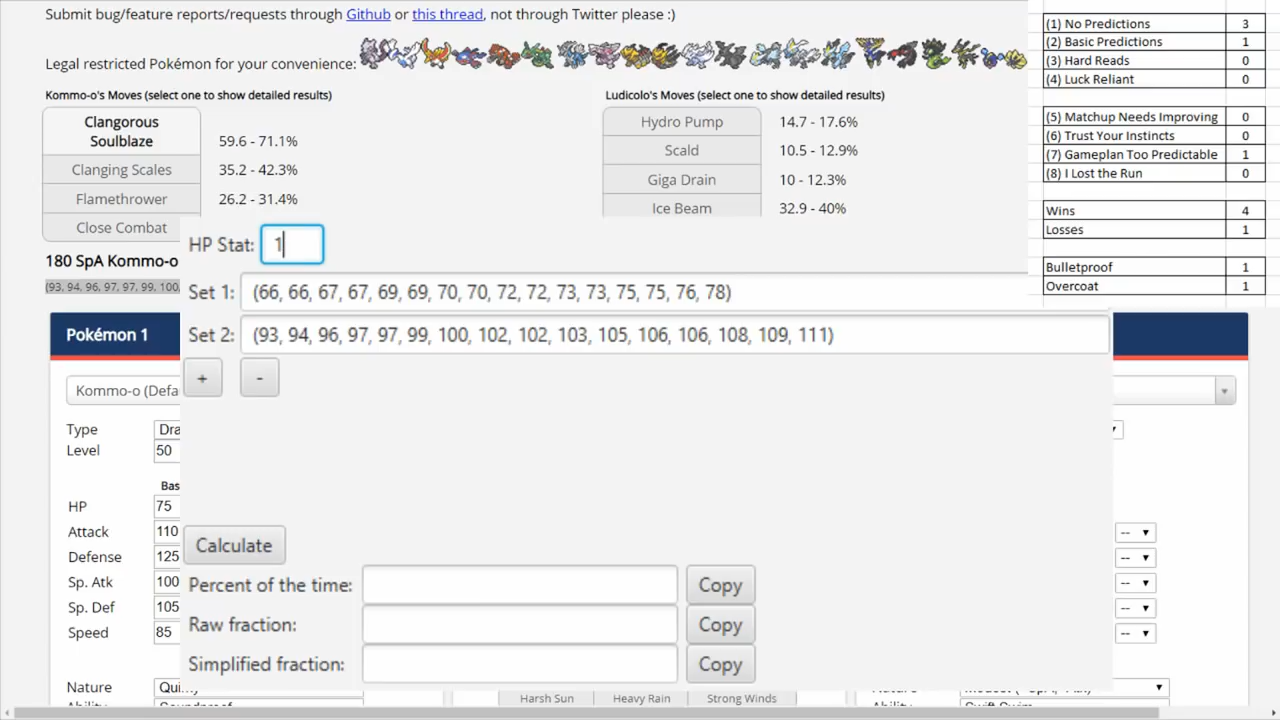 Submit bug/feature reports/requests through Github or this thread, not through Twitter please :)
Legal restricted Pokémon for your convenience:
Kommo-o's Moves (select one to show detailed results)
Clangorous
Soulblaze
59.6 - 71.1%
Clanging Scales
35.2 - 42.3%
Flamethrower
26.2 - 31.4%
Close Combat
Ludicolo's Moves (select one to show detailed results)
Hydro Pump
14.7 - 17.6%
Scald
10.5 - 12.9%
Giga Drain
10 - 12.3%
Ice Beam
32.9 - 40%
(1) No Predictions 3
(2) Basic Predictions 1
(3) Hard Reads 0
(4) Luck Reliant 0
(5) Matchup Needs Improving 0
(6) Trust Your Instincts 0
(7) Gameplan Too Predictable 1
(8) I Lost the Run 0
Wins 4
Losses 1
Bulletproof 1
Overcoat 1
180 SpA Kommo-o
(93, 94, 96, 97, 97, 99, 100,
HP Stat: 1
Set 1: (66, 66, 67, 67, 69, 69, 70, 70, 72, 72, 73, 73, 75, 75, 76, 78)
Set 2: (93, 94, 96, 97, 97, 99, 100, 102, 102, 103, 105, 106, 106, 108, 109, 111)
+ -
Calculate
Percent of the time: Copy
Raw fraction: Copy
Simplified fraction: Copy
Pokémon 1
Kommo-o (Defa
Type Dra
Level 50
Bas
HP 75
Attack 110
Defense 125
Sp. Atk 100
Sp. Def 105
Speed 85
--
--
--
--
--
Nature
Harsh Sun Heavy Rain Strong Winds